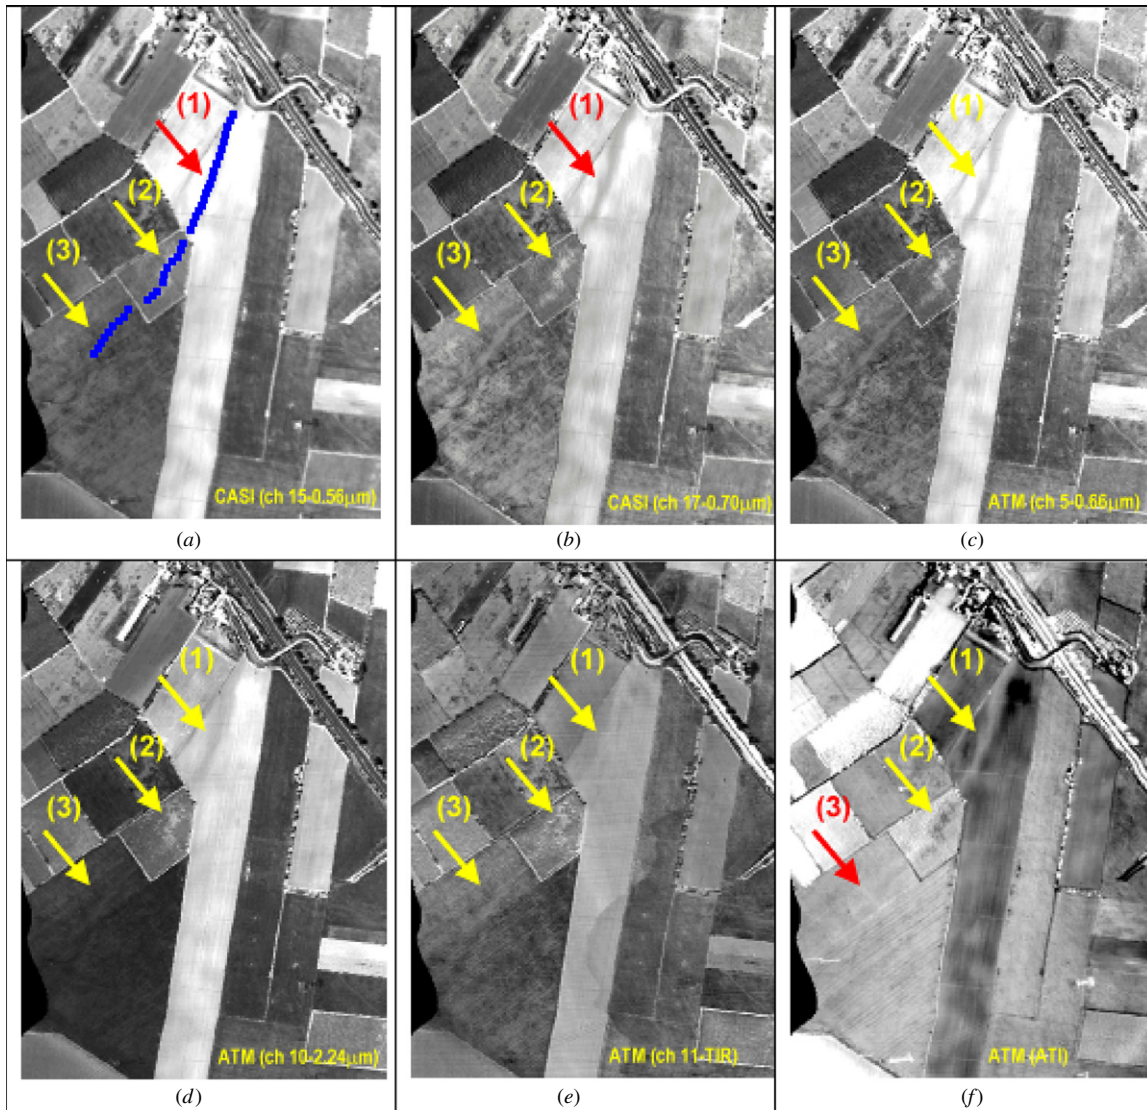 (1)
(2)
(3)
CASI (ch 15-0.56μm)
(a)
(1)
(2)
(3)
CASI (ch 17-0.70μm)
(b)
(1)
(2)
(3)
ATM (ch 5-0.66μm)
(c)
(1)
(2)
(3)
ATM (ch 10-2.24μm)
(d)
(1)
(2)
(3)
ATM (ch 11-TIR)
(e)
(1)
(2)
(3)
ATM (ATI)
(f)